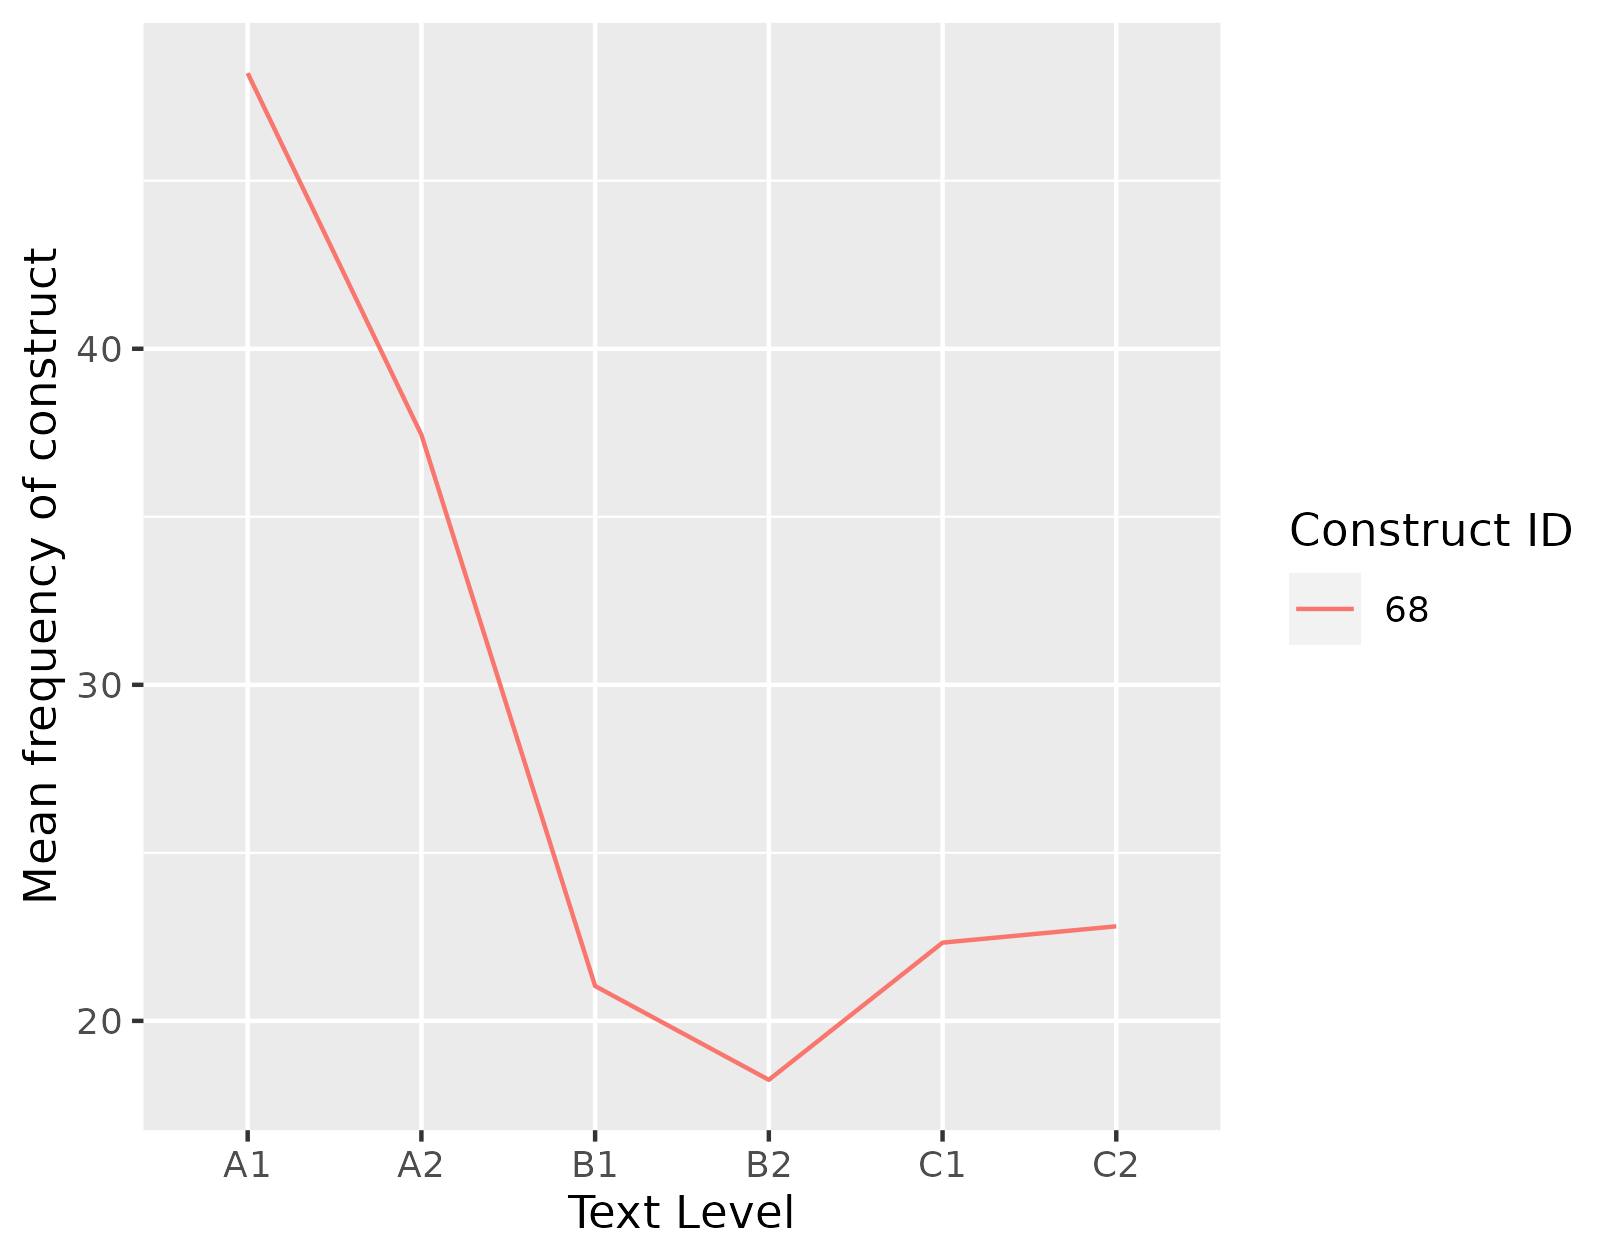 Mean frequency of construct
40
30
20
A1 A2 B1 B2 C1 C2
Text Level
Construct ID
68